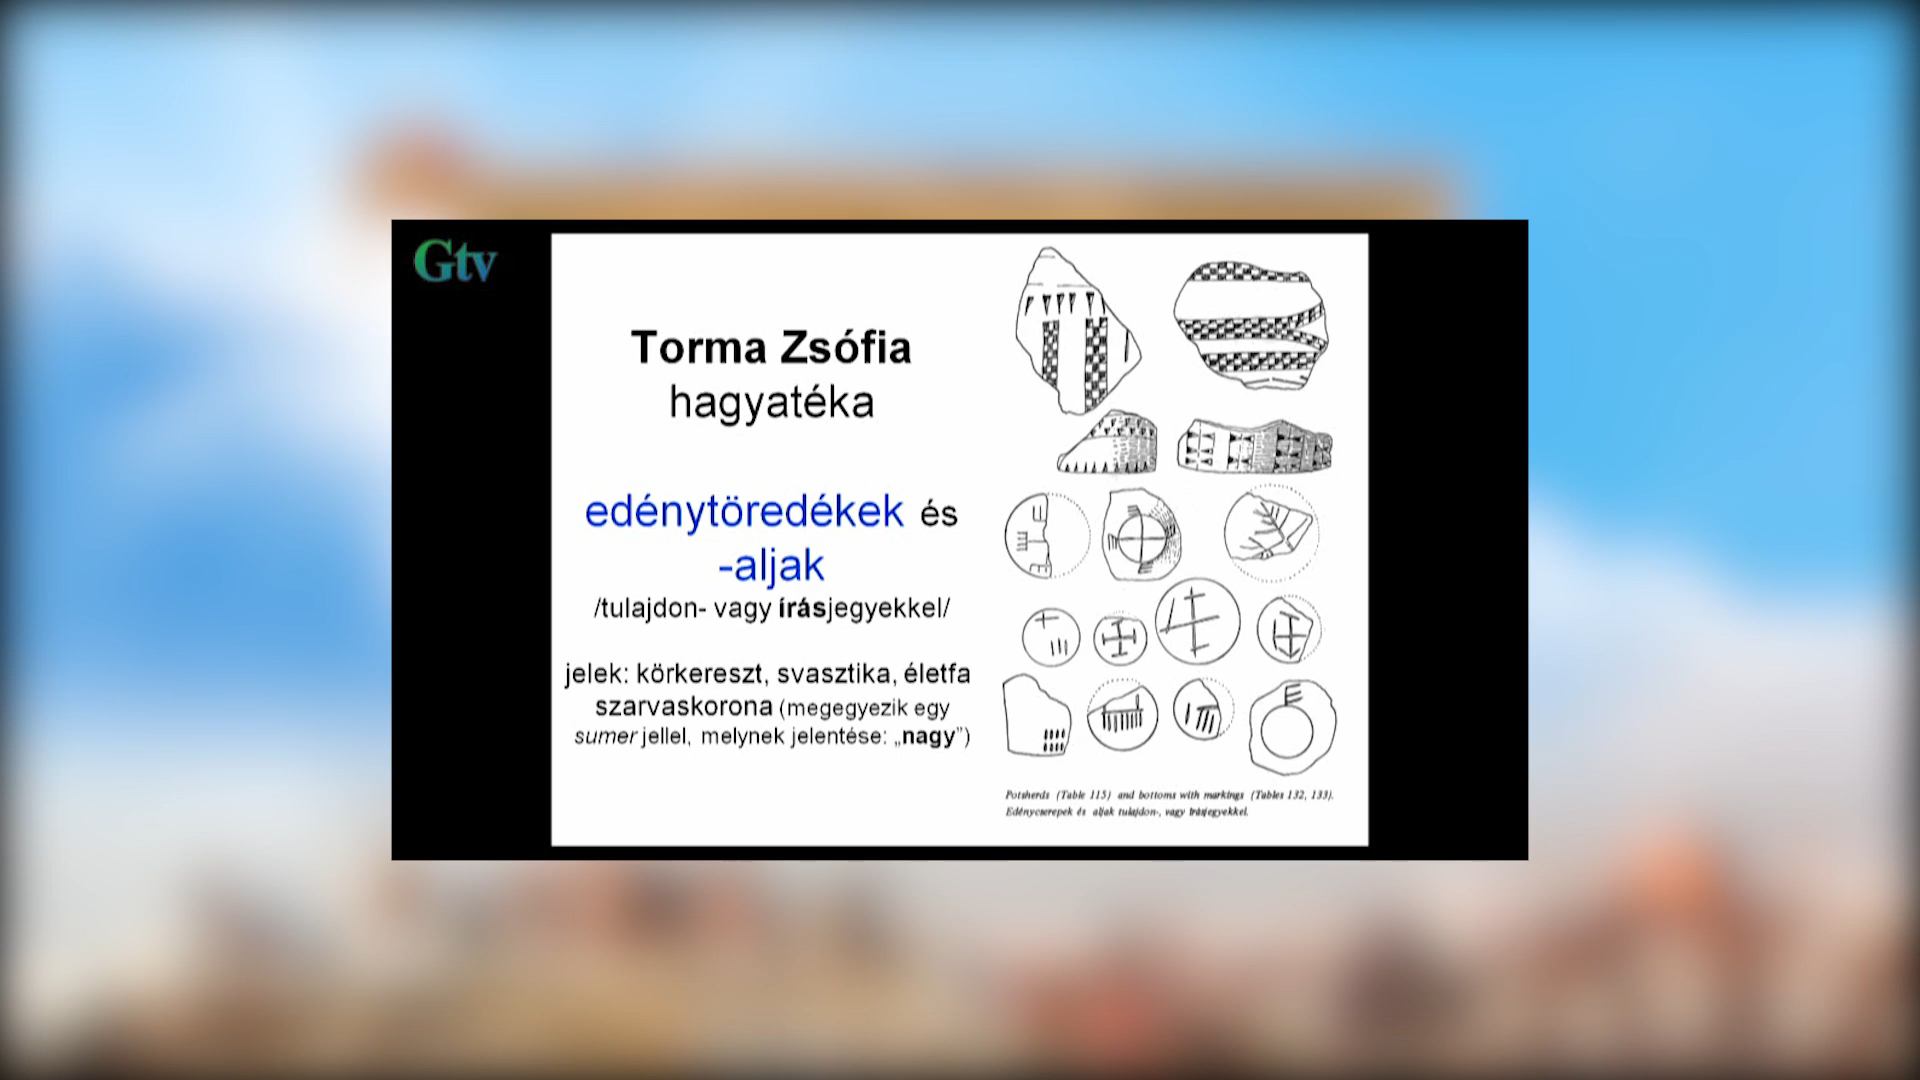 Gtv
Torma Zsófia
hagyatéka
edénytöredékek és
-aljak
/tulajdon- vagy írásjegyekkel/
jelek: körkereszt, svasztika, életfa
szarvaskorona (megegyezik egy
sumer jellel, melynek jelentése: „nagy”)
Potsherds (Table 115) and bottoms with markings (Tables 132, 133).
Edénycserepek és aljak tulajdon-, vagy írásjegyekkel.